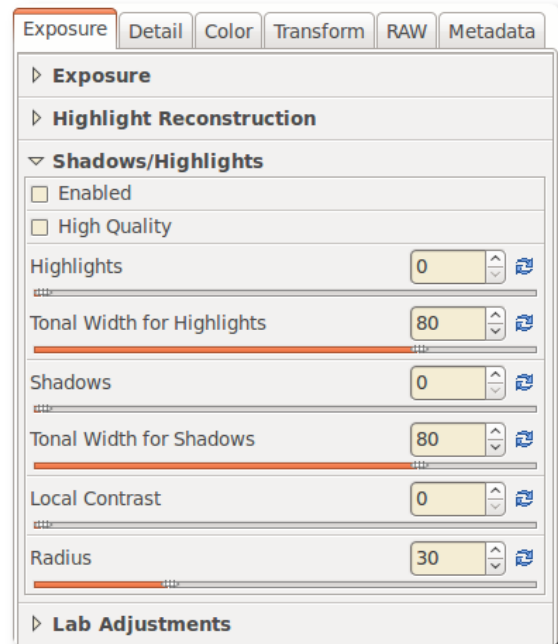 Exposure Detail Color Transform RAW Metadata
Exposure
Highlight Reconstruction
Shadows/Highlights
Enabled
High Quality
Highlights 0
Tonal Width for Highlights 80
Shadows 0
Tonal Width for Shadows 80
Local Contrast 0
Radius 30
Lab Adjustments